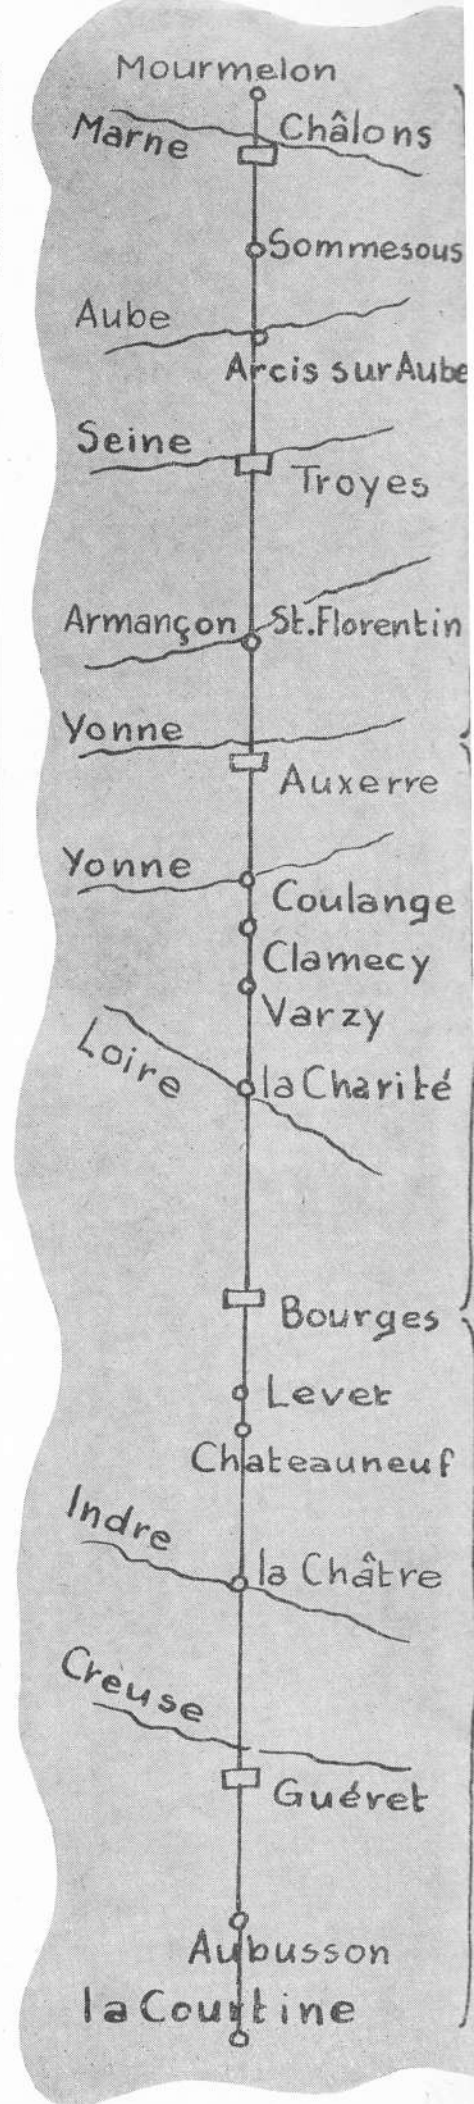 Mourmelon
Marne
Châlons
Sommesous
Aube
Arcis sur Aube
Seine
Troyes
Armançon
St.Florentin
Yonne
Auxerre
Yonne
Coulange
Clamecy
Varzy
Loire
la Charité
Bourges
Levet
Chateauneuf
Indre
la Châtre
Creuse
Guéret
Aubusson
la Courtine